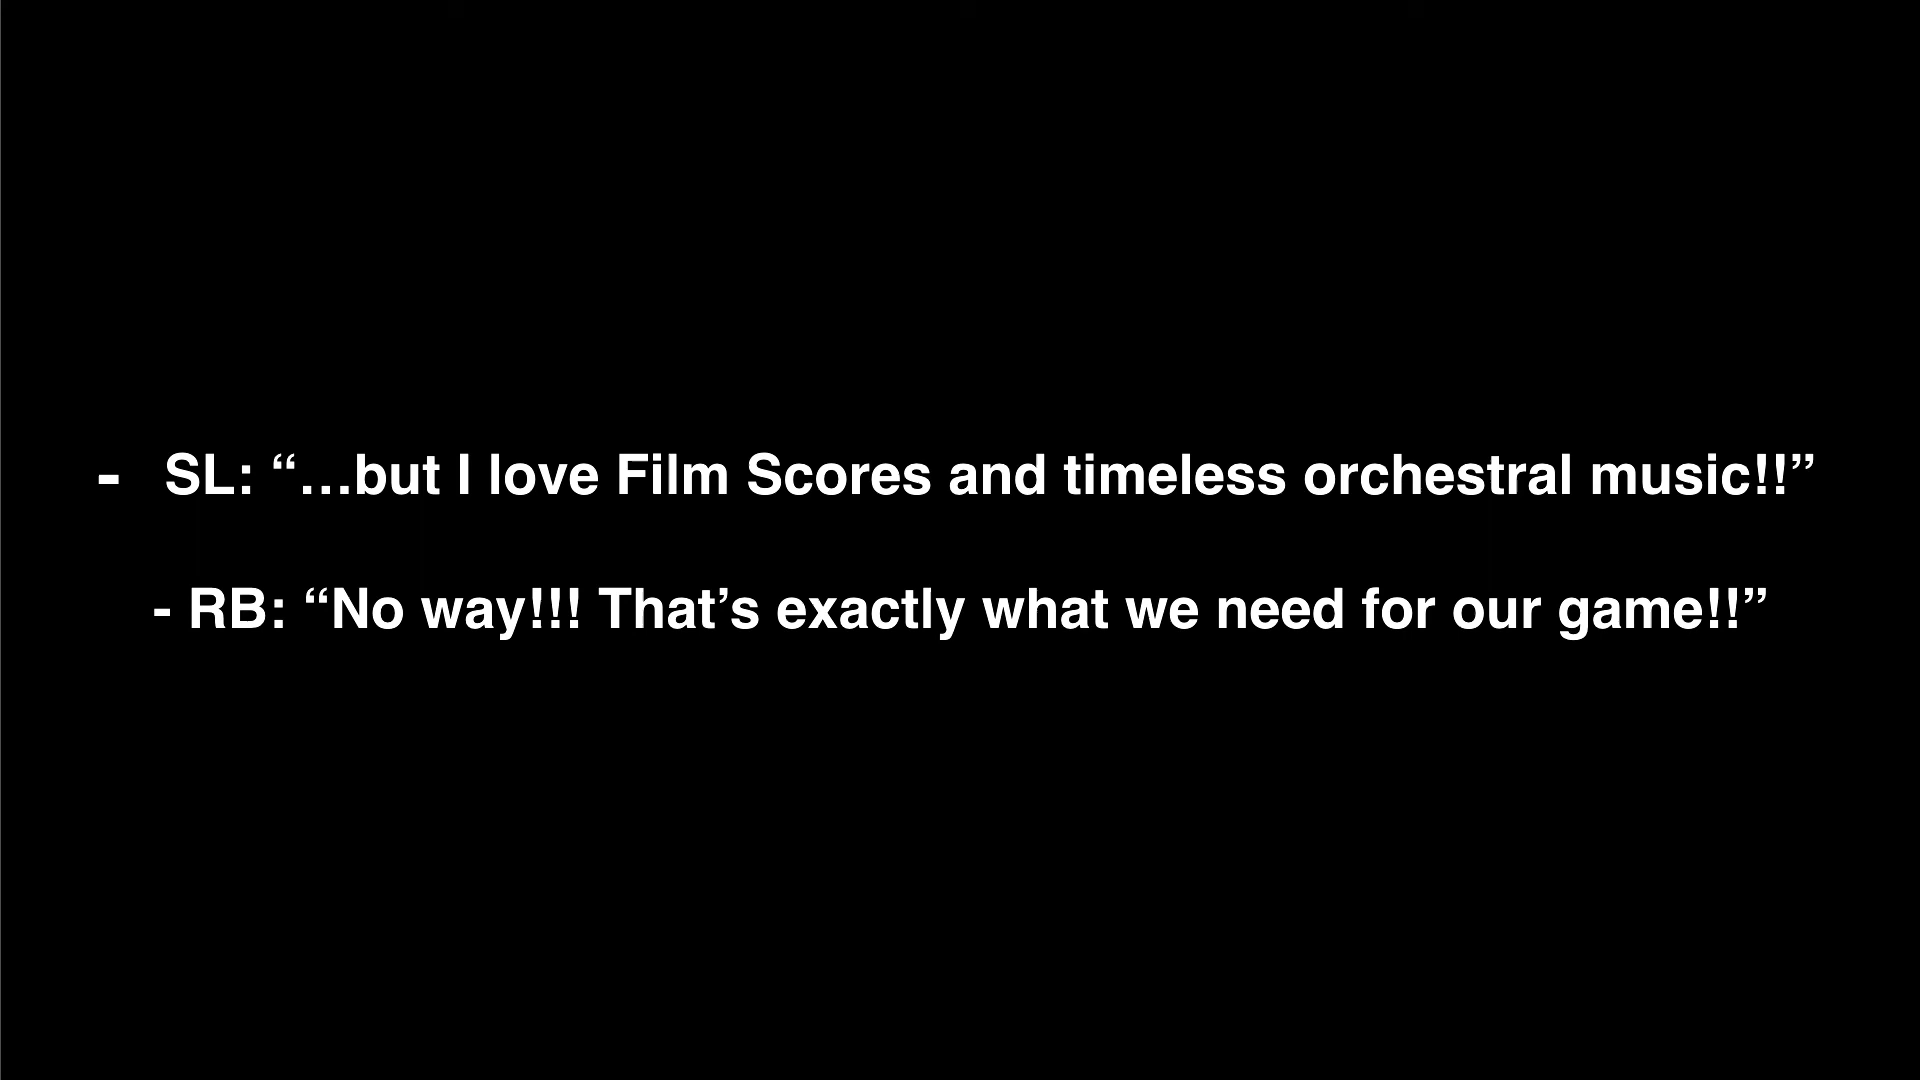 - SL: “…but I love Film Scores and timeless orchestral music!!”
- RB: “No way!!! That’s exactly what we need for our game!!”